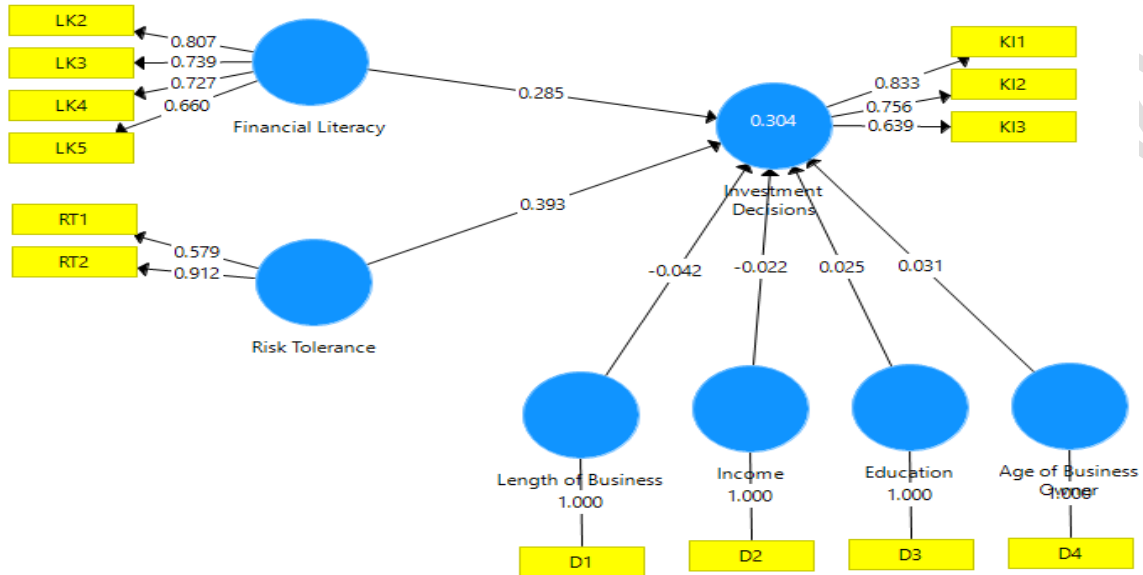 LK2
0.807
LK3
0.739
LK4
0.727
LK5
0.660
Financial Literacy
0.285
RT1
0.579
RT2
0.912
Risk Tolerance
0.393
0.304
Investment
Decisions
KI1
0.833
KI2
0.756
KI3
0.639
-0.042
-0.022
0.025
0.031
Length of Business
1.000
D1
Income
1.000
D2
Education
1.000
D3
Age of Business
Owner
1.000
D4